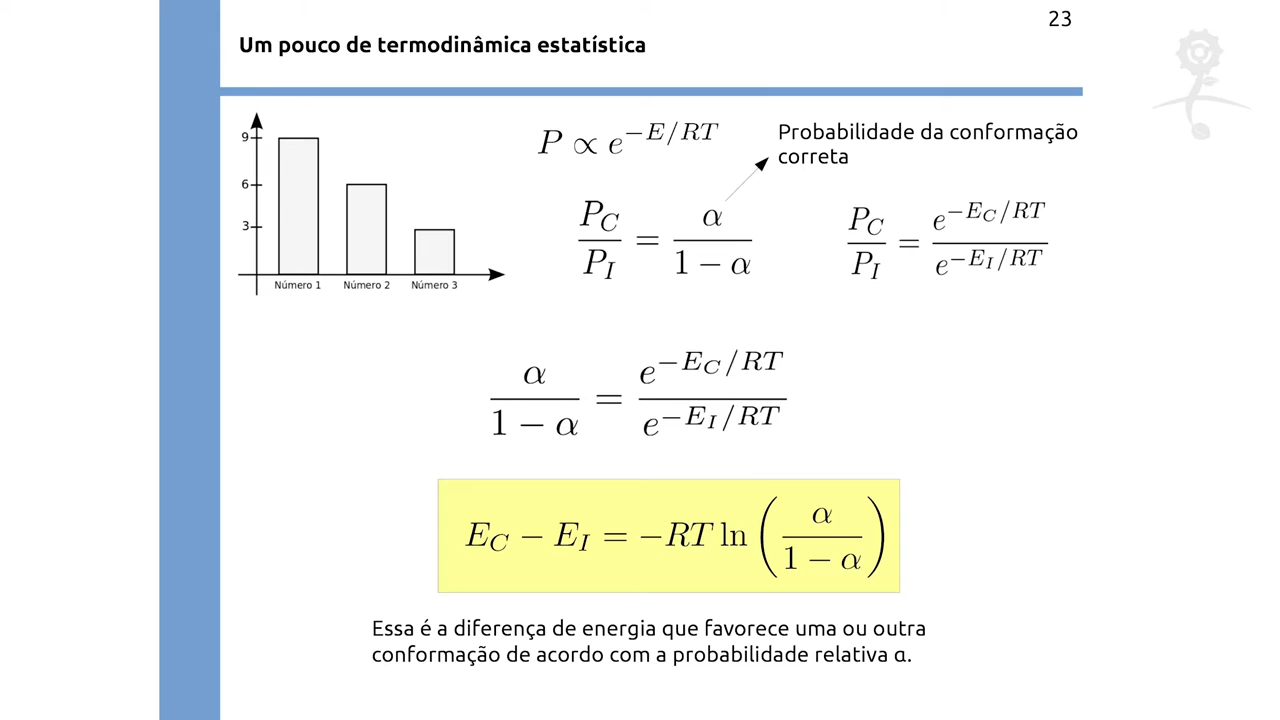 23
Um pouco de termodinâmica estatística
9
6
3
Número 1 Número 2 Número 3
P ∝ e^{−E/RT}
Probabilidade da conformação
correta
P_C/P_I = α/(1 − α)
P_C/P_I = e^{−E_C/RT}/e^{−E_I/RT}
α/(1 − α) = e^{−E_C/RT}/e^{−E_I/RT}
E_C − E_I = −RT ln (α/(1 − α))
Essa é a diferença de energia que favorece uma ou outra
conformação de acordo com a probabilidade relativa α.